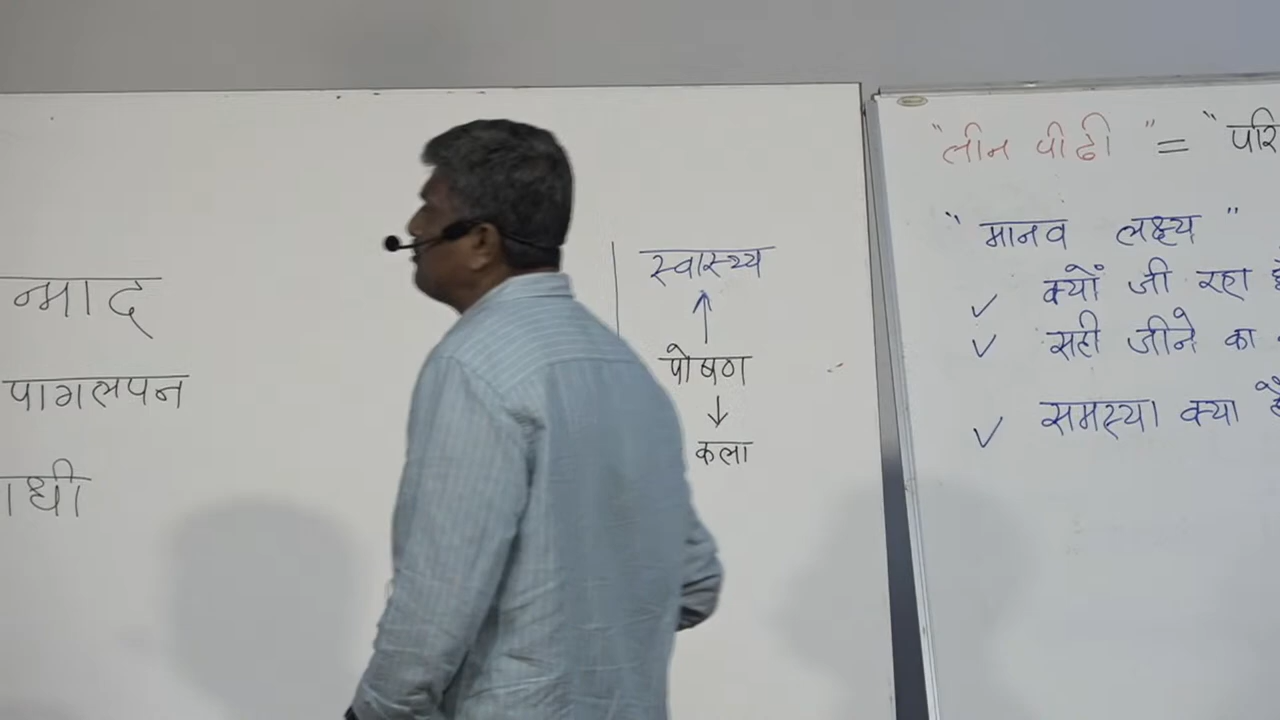 न्माद
पागलपन
ाधी
स्वास्थ्य
↑
पोषण
↓
कला
"तीन पीढी" = "परि
"मानव लक्ष्य"
✓ क्यों जी रहा है
✓ सही जीने का
✓ समस्या क्या है